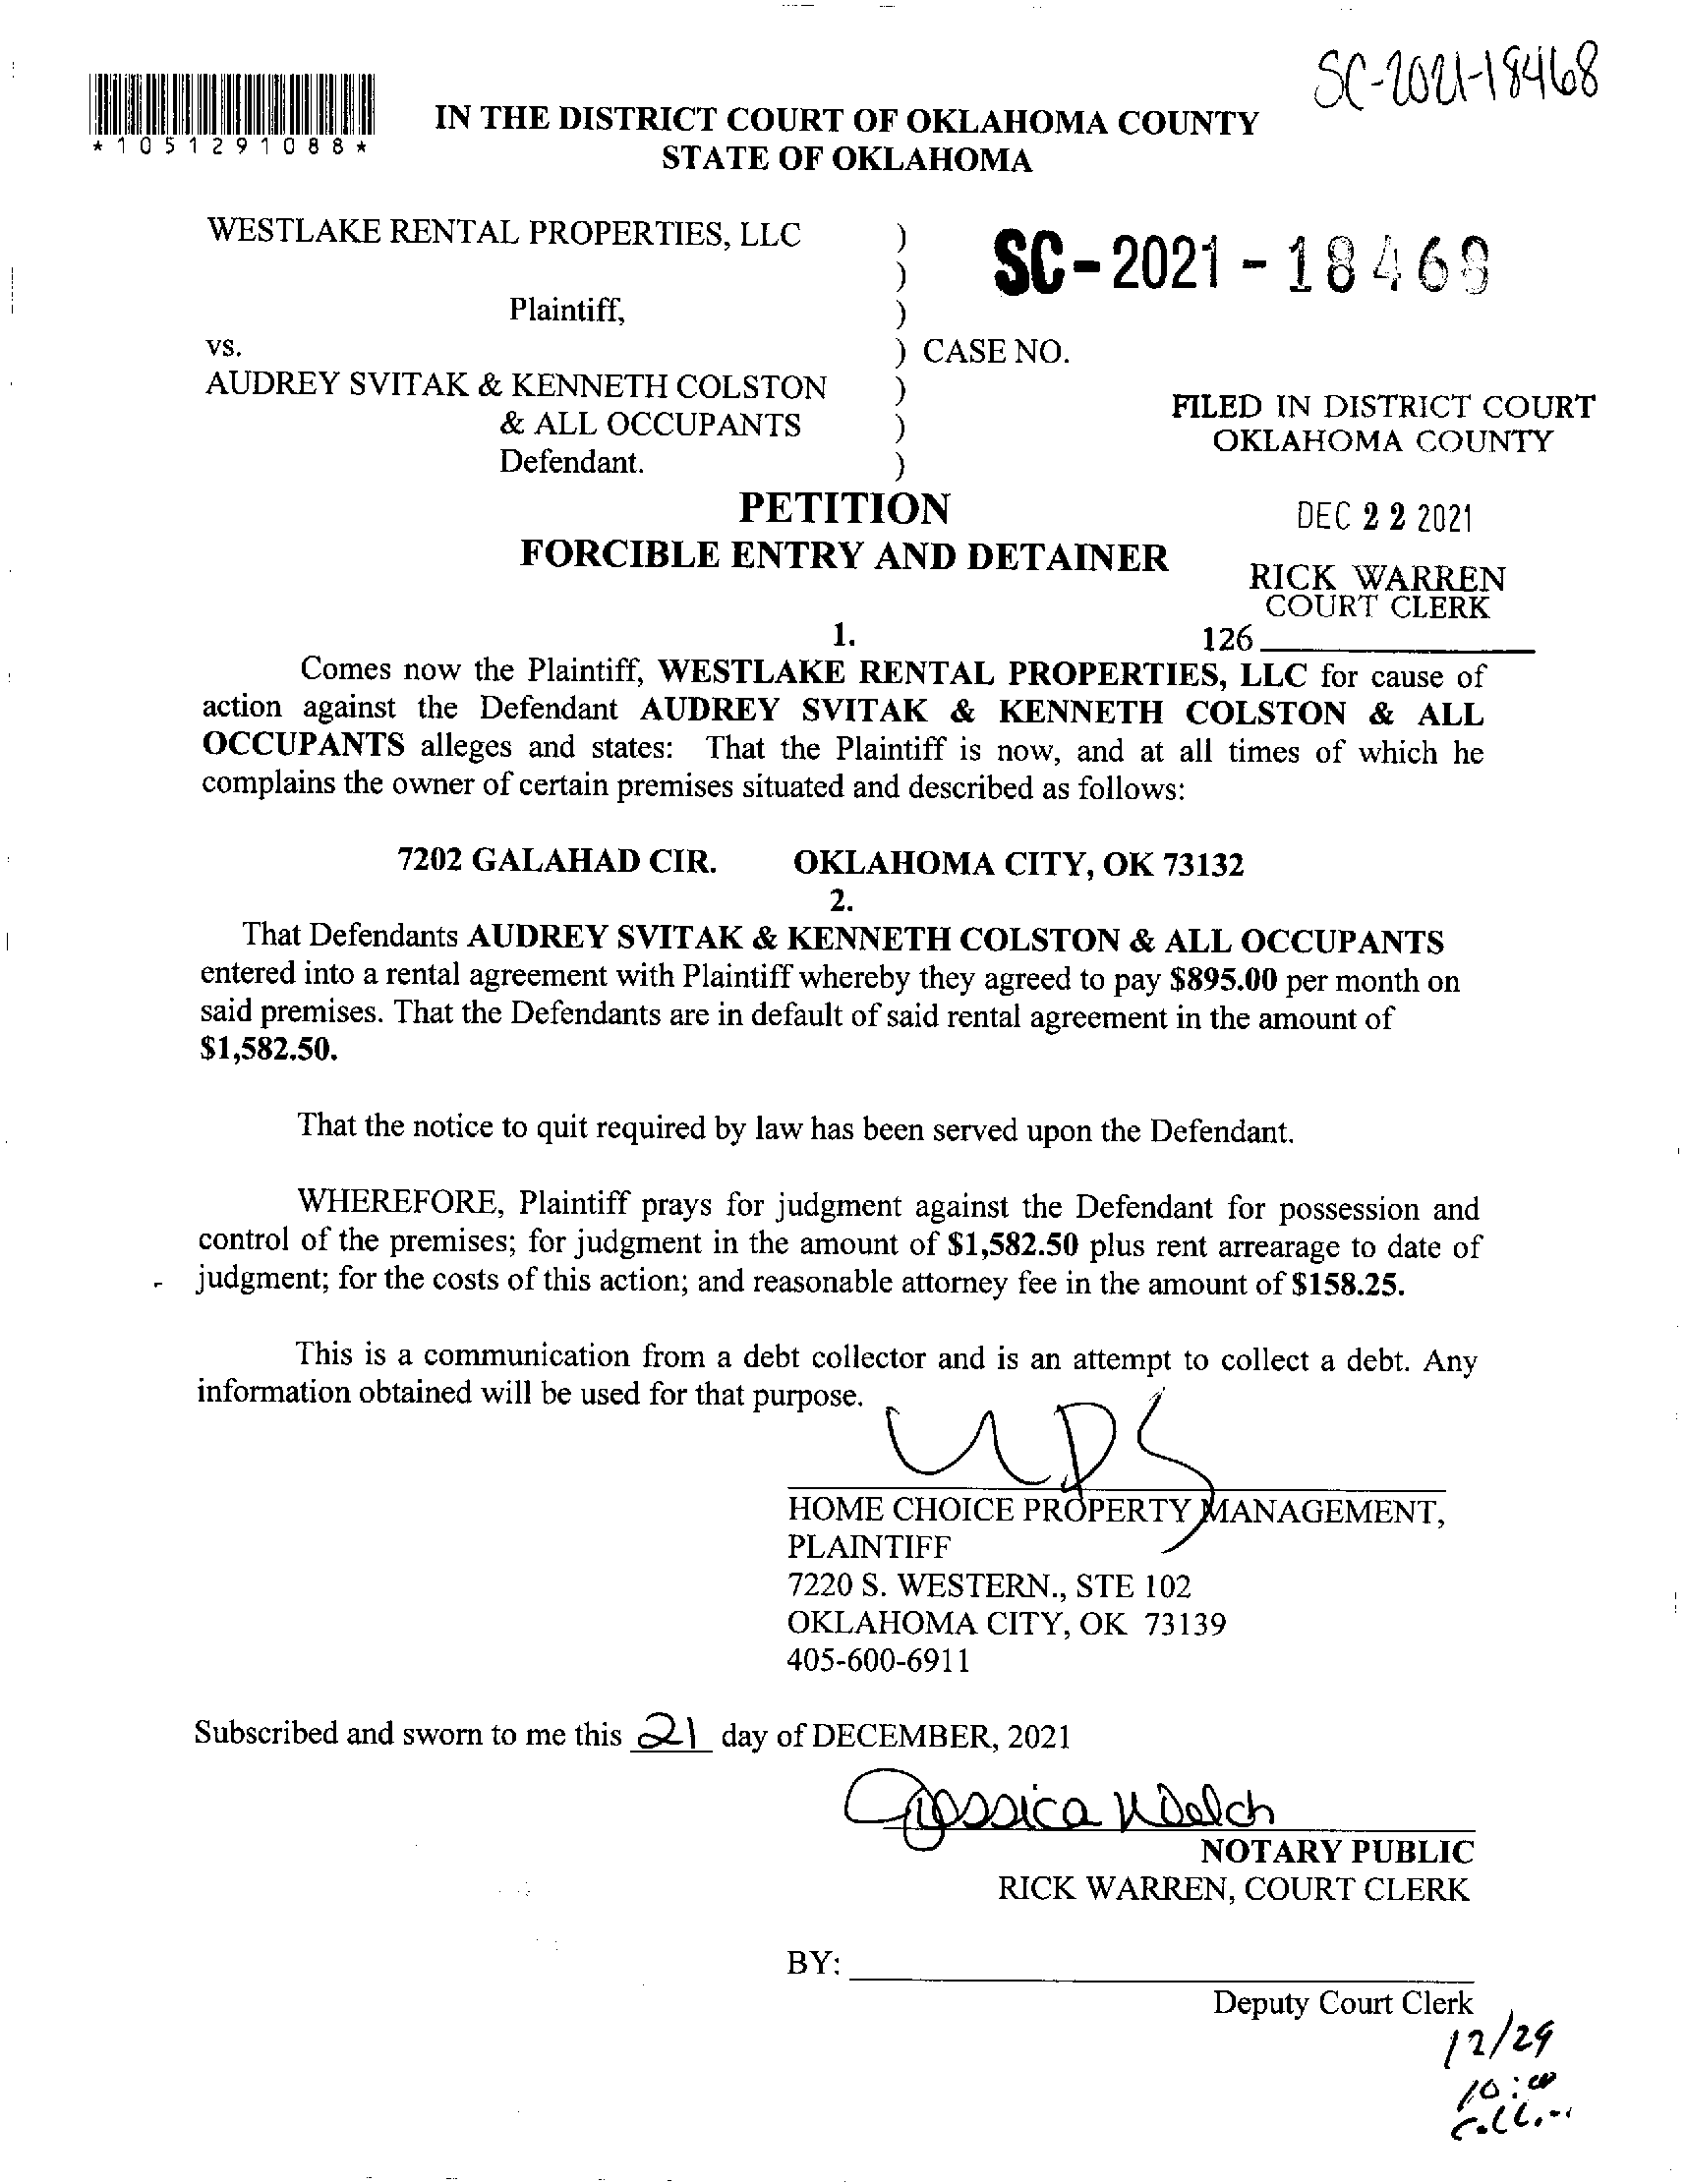 SC-2021-18468
*1051291088*
IN THE DISTRICT COURT OF OKLAHOMA COUNTY
STATE OF OKLAHOMA
WESTLAKE RENTAL PROPERTIES, LLC )
)
SC-2021-18468
Plaintiff, )
vs. ) CASE NO.
AUDREY SVITAK & KENNETH COLSTON )
& ALL OCCUPANTS )
Defendant. )
FILED IN DISTRICT COURT
OKLAHOMA COUNTY
PETITION
DEC 22 2021
FORCIBLE ENTRY AND DETAINER
RICK WARREN
COURT CLERK
1.
126
Comes now the Plaintiff, WESTLAKE RENTAL PROPERTIES, LLC for cause of
action against the Defendant AUDREY SVITAK & KENNETH COLSTON & ALL
OCCUPANTS alleges and states: That the Plaintiff is now, and at all times of which he
complains the owner of certain premises situated and described as follows:
7202 GALAHAD CIR. OKLAHOMA CITY, OK 73132
2.
That Defendants AUDREY SVITAK & KENNETH COLSTON & ALL OCCUPANTS
entered into a rental agreement with Plaintiff whereby they agreed to pay $895.00 per month on
said premises. That the Defendants are in default of said rental agreement in the amount of
$1,582.50.
That the notice to quit required by law has been served upon the Defendant.
WHEREFORE, Plaintiff prays for judgment against the Defendant for possession and
control of the premises; for judgment in the amount of $1,582.50 plus rent arrearage to date of
judgment; for the costs of this action; and reasonable attorney fee in the amount of $158.25.
This is a communication from a debt collector and is an attempt to collect a debt. Any
information obtained will be used for that purpose.
HOME CHOICE PROPERTY MANAGEMENT,
PLAINTIFF
7220 S. WESTERN., STE 102
OKLAHOMA CITY, OK 73139
405-600-6911
Subscribed and sworn to me this 21 day of DECEMBER, 2021
Jessica Welch
NOTARY PUBLIC
RICK WARREN, COURT CLERK
BY:
Deputy Court Clerk
12/29
10:00